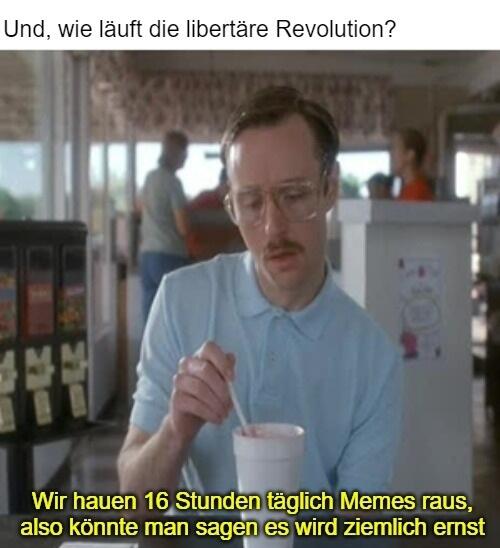 Und, wie läuft die libertäre Revolution?
Wir hauen 16 Stunden täglich Memes raus,
also könnte man sagen es wird ziemlich ernst